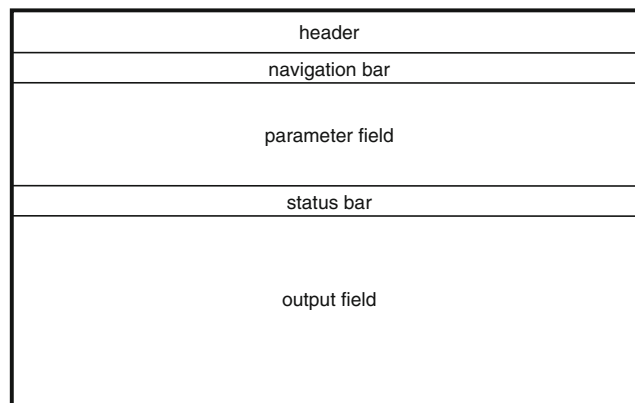 header
navigation bar
parameter field
status bar
output field